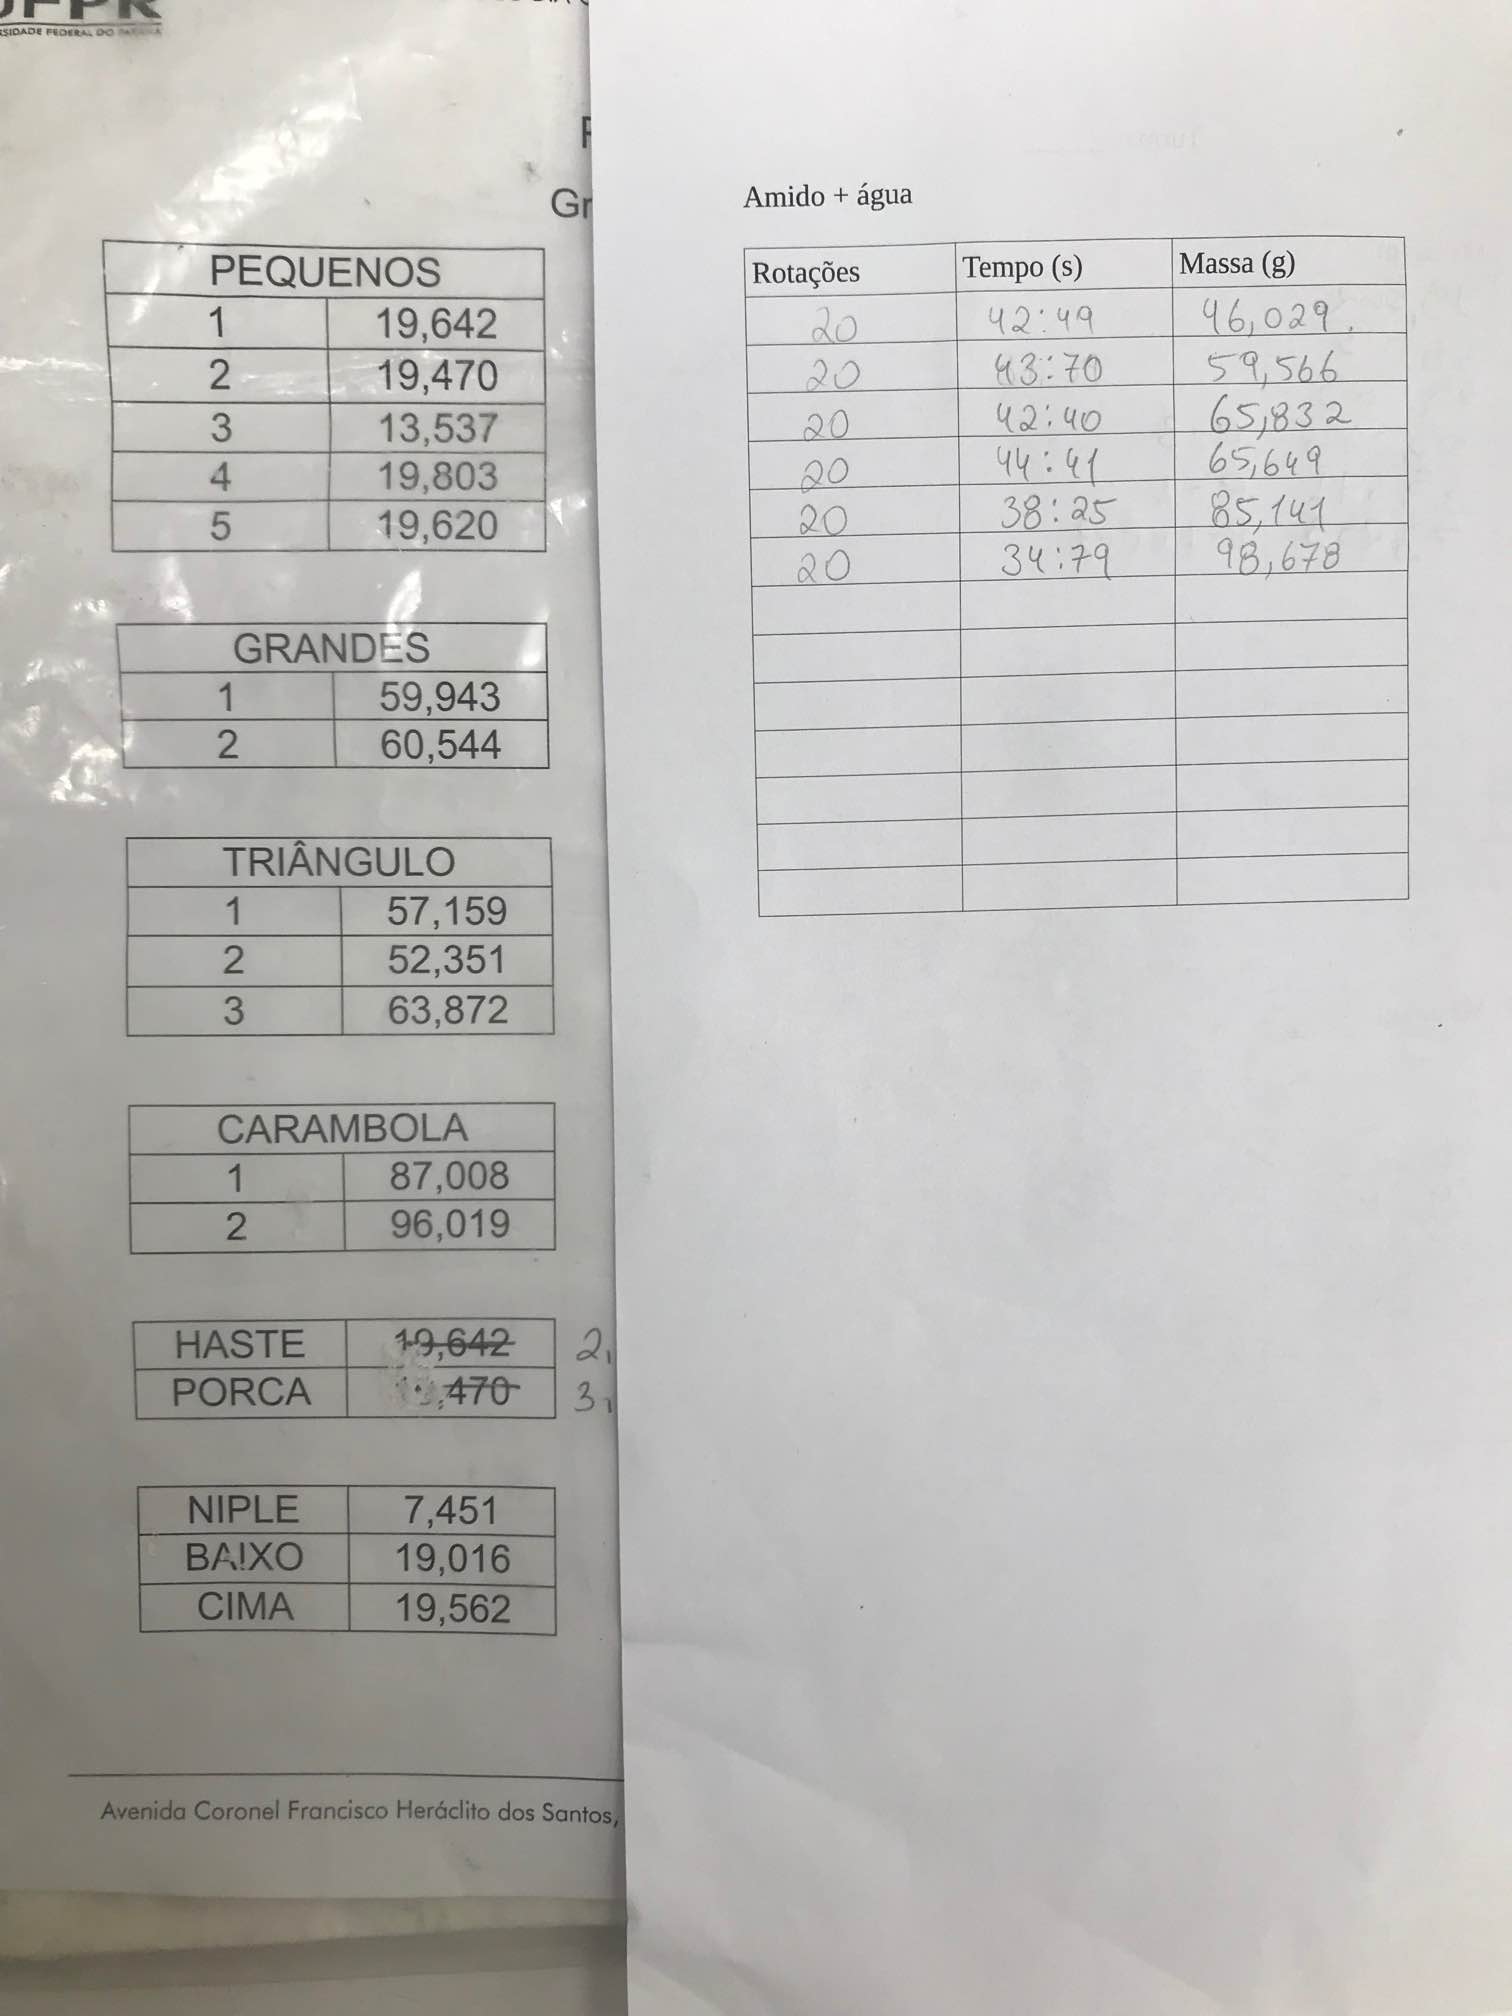 UFPR
RSIDADE FEDERAL DO PARANÁ
Gr
PEQUENOS
1 19,642
2 19,470
3 13,537
4 19,803
5 19,620
GRANDES
1 59,943
2 60,544
TRIÂNGULO
1 57,159
2 52,351
3 63,872
CARAMBOLA
1 87,008
2 96,019
HASTE 19,642 2,
PORCA ,470 3,
NIPLE 7,451
BAIXO 19,016
CIMA 19,562
Avenida Coronel Francisco Heráclito dos Santos,
Amido + água
Rotações Tempo (s) Massa (g)
20 42:49 46,029.
20 43:70 59,566
20 42:40 65,832
20 44:41 65,649
20 38:25 85,141
20 34:79 98,678